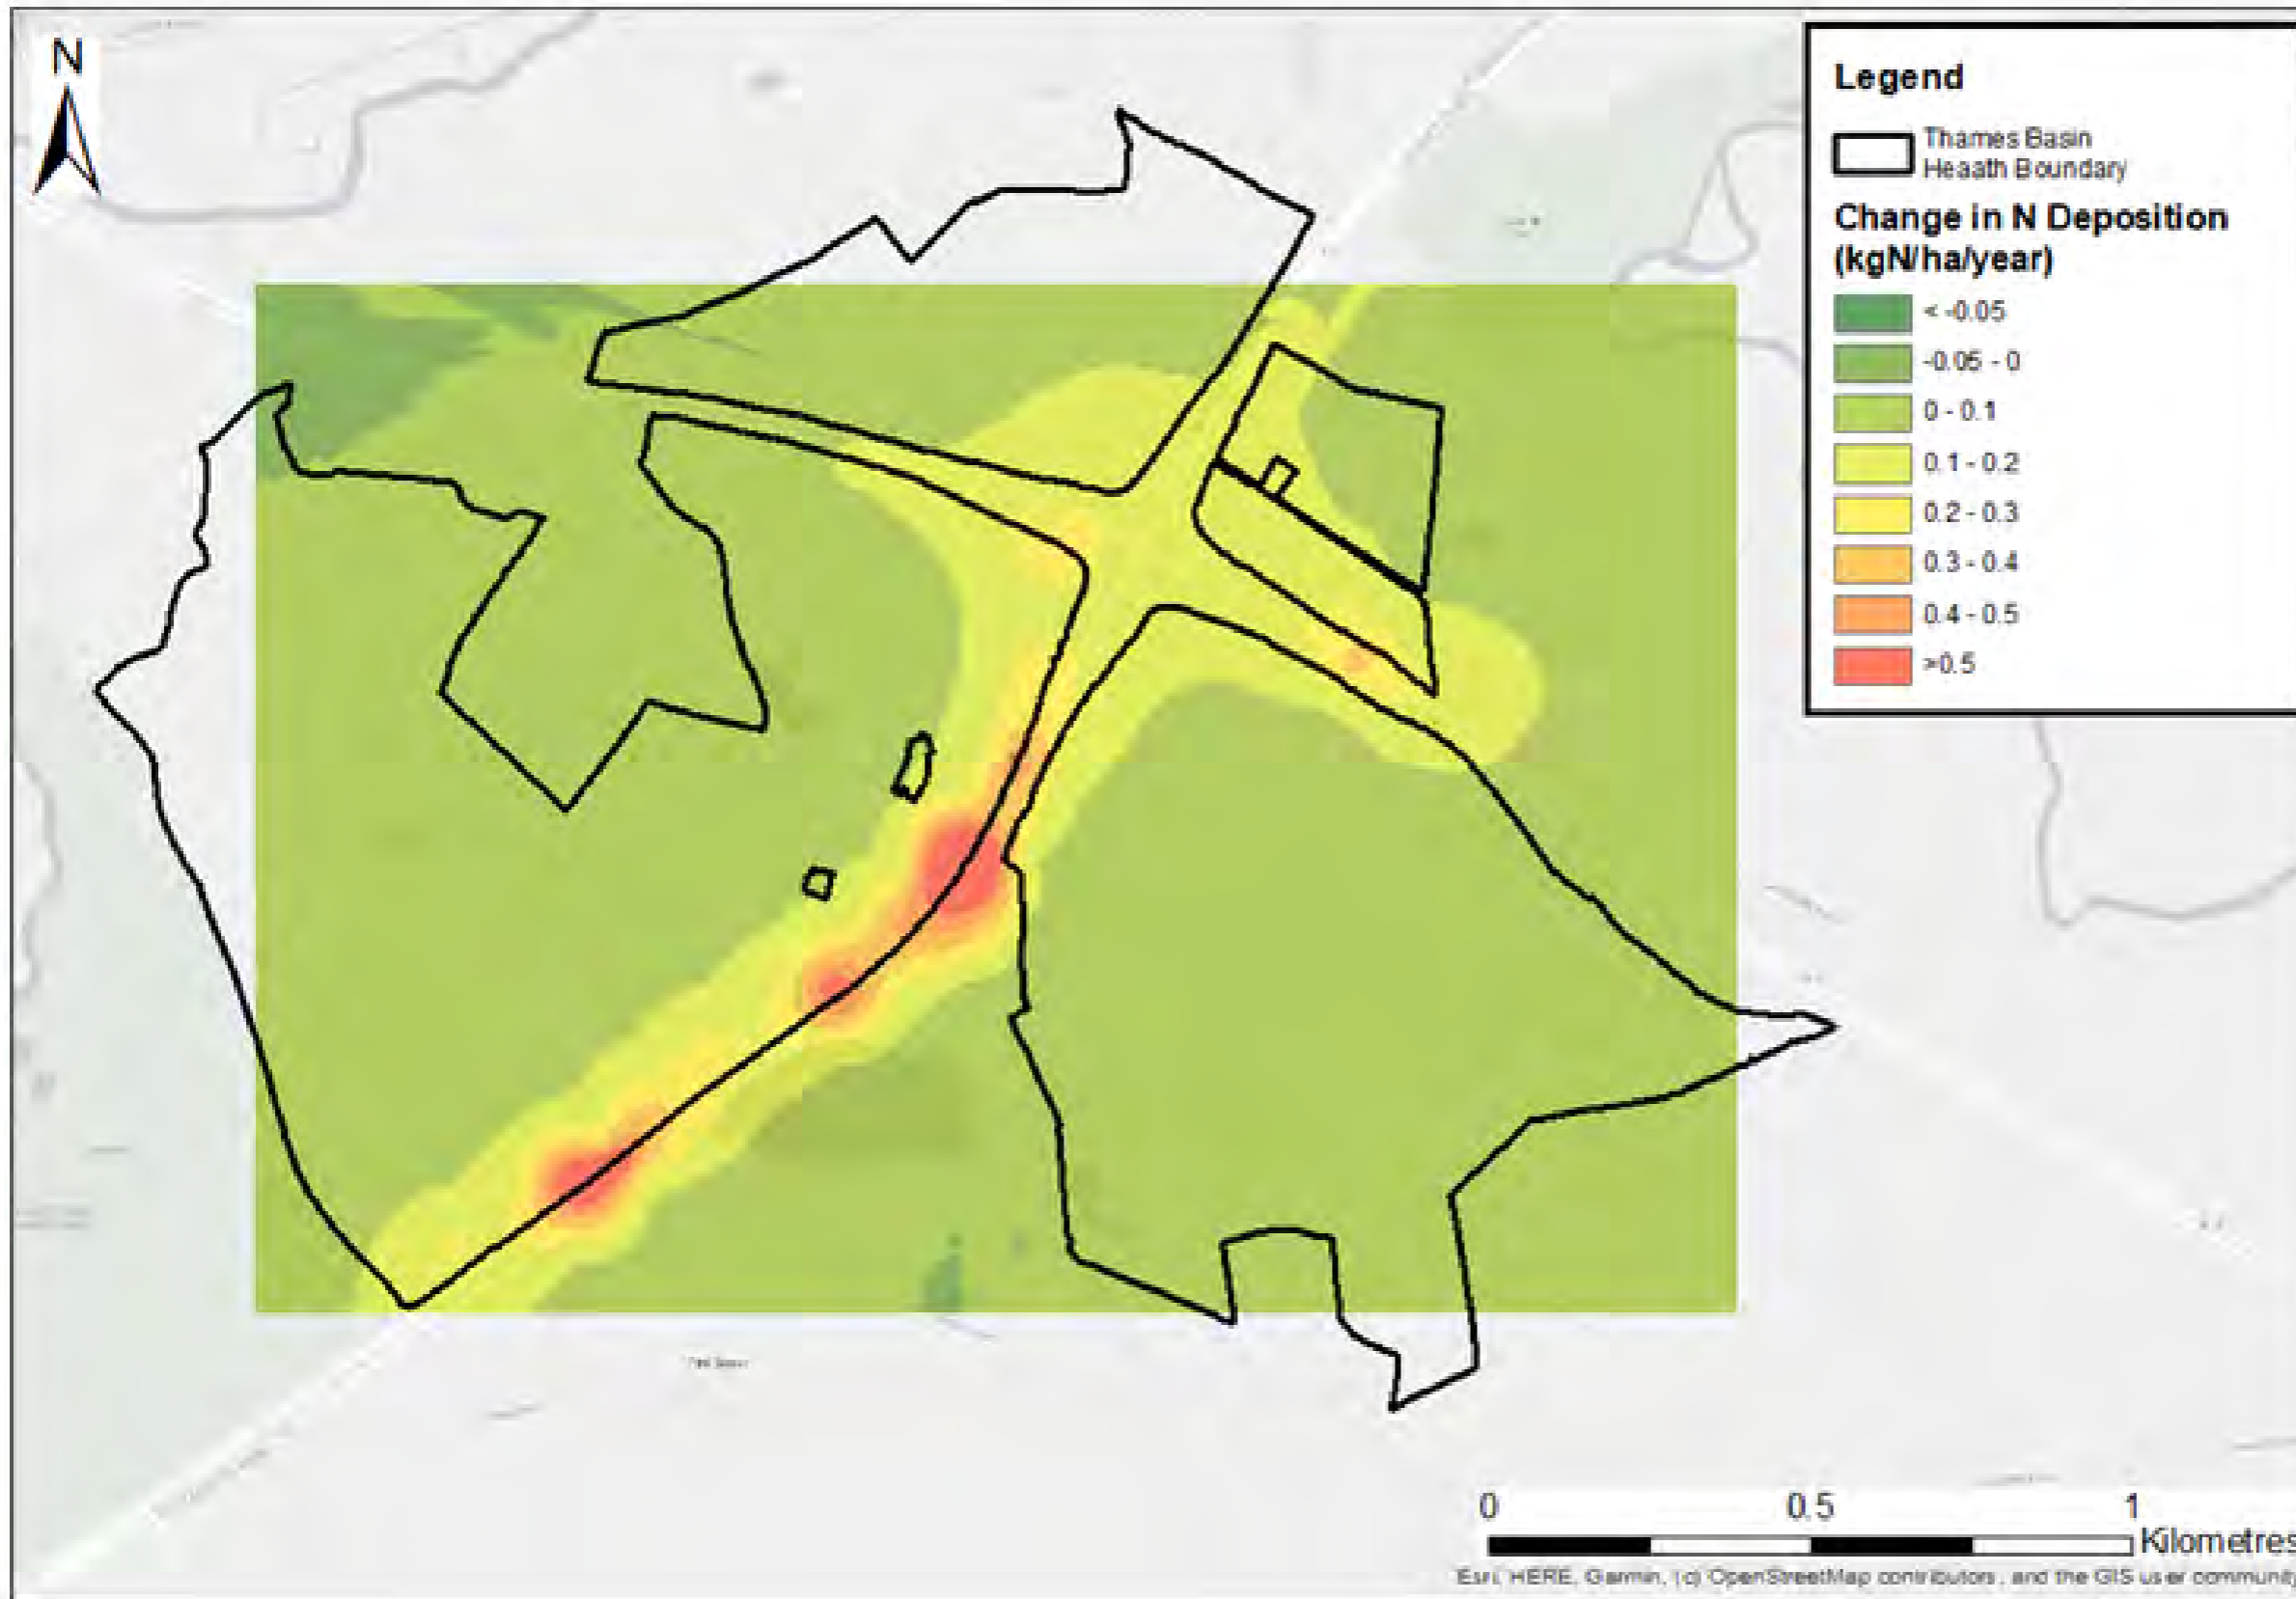 N
Legend
Thames Basin
Heaath Boundary
Change in N Deposition
(kgN/ha/year)
< -0.05
-0.05 - 0
0 - 0.1
0.1 - 0.2
0.2 - 0.3
0.3 - 0.4
0.4 - 0.5
>0.5
0 0.5 1
Kilometres
Esri, HERE, Garmin, (c) OpenStreetMap contributors, and the GIS user community